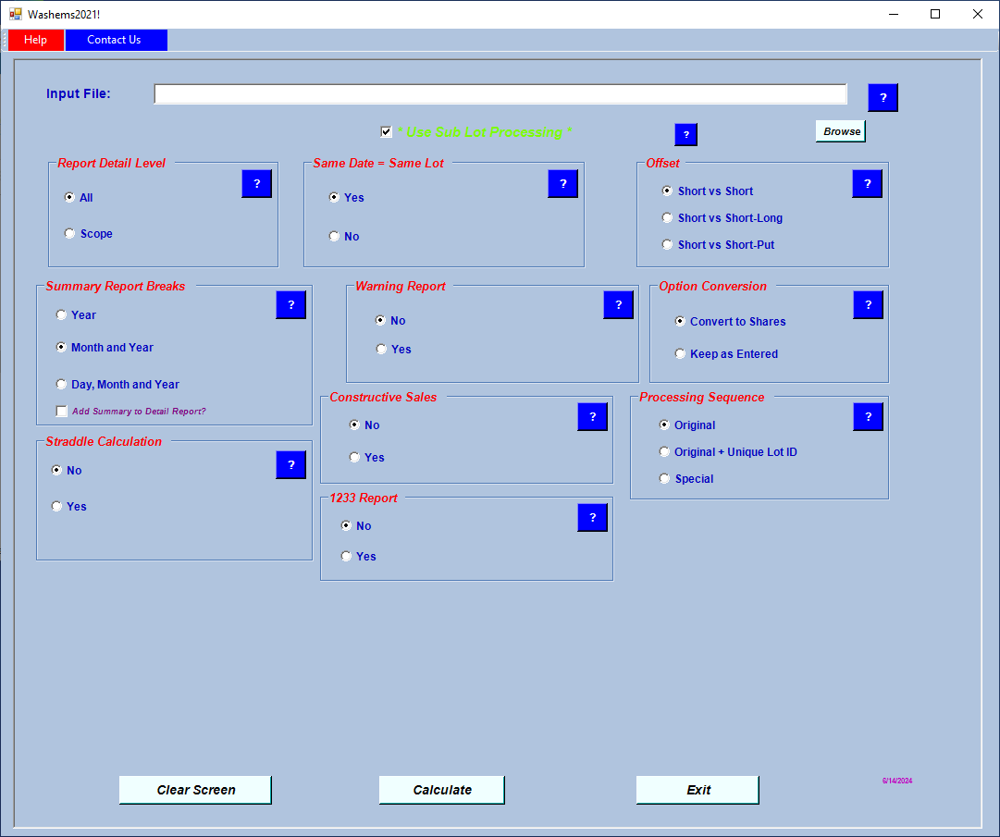 Washems2021!
Help
Contact Us
Input File:
?
* Use Sub Lot Processing *
?
Browse
Report Detail Level
?
All
Scope
Same Date = Same Lot
?
Yes
No
Offset
?
Short vs Short
Short vs Short-Long
Short vs Short-Put
Summary Report Breaks
?
Year
Month and Year
Day, Month and Year
Add Summary to Detail Report?
Warning Report
?
No
Yes
Option Conversion
?
Convert to Shares
Keep as Entered
Constructive Sales
?
No
Yes
Processing Sequence
?
Original
Original + Unique Lot ID
Special
Straddle Calculation
?
No
Yes
1233 Report
?
No
Yes
Clear Screen
Calculate
Exit
6/14/2024